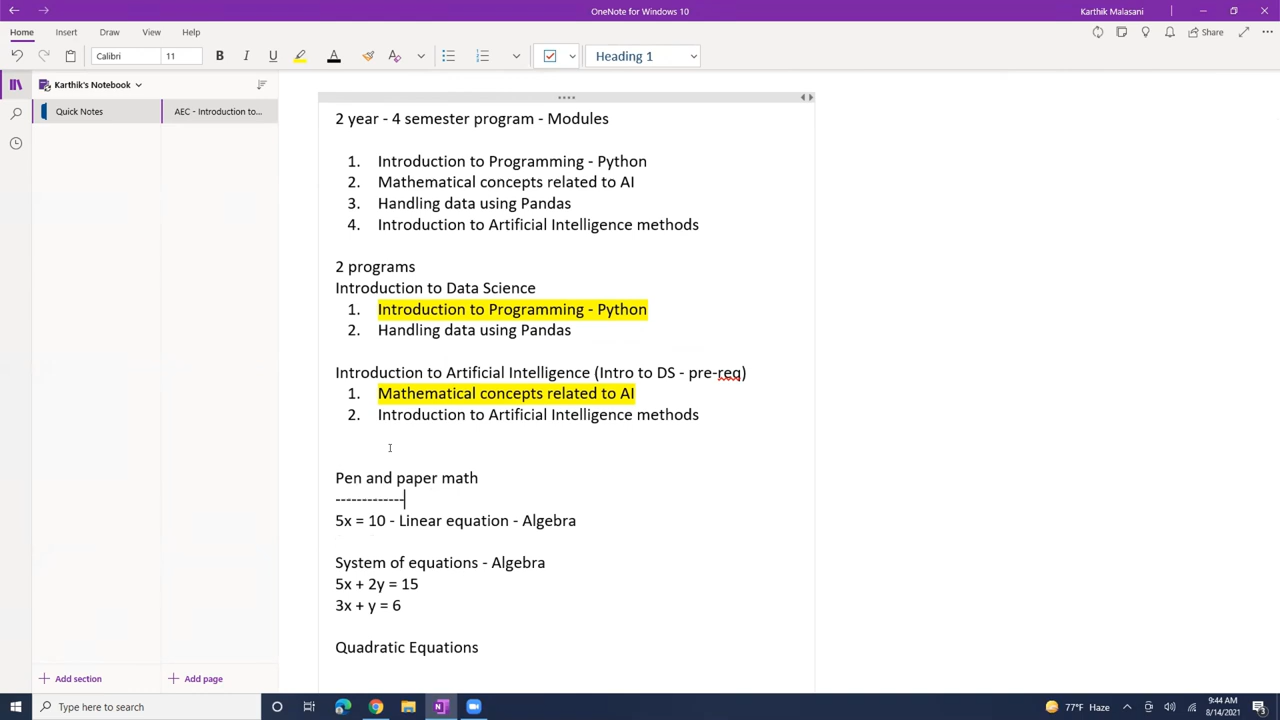 OneNote for Windows 10
Karthik Malasani
Home
Insert
Draw
View
Help
Share
Calibri
11
B
I
U
A
Heading 1
Karthik's Notebook
Quick Notes
AEC - Introduction to...
2 year - 4 semester program - Modules
1. Introduction to Programming - Python
2. Mathematical concepts related to AI
3. Handling data using Pandas
4. Introduction to Artificial Intelligence methods
2 programs
Introduction to Data Science
1. Introduction to Programming - Python
2. Handling data using Pandas
Introduction to Artificial Intelligence (Intro to DS - pre-req)
1. Mathematical concepts related to AI
2. Introduction to Artificial Intelligence methods
Pen and paper math
-------------
5x = 10 - Linear equation - Algebra
System of equations - Algebra
5x + 2y = 15
3x + y = 6
Quadratic Equations
Add section
Add page
Type here to search
77°F Haze
9:44 AM
8/14/2021